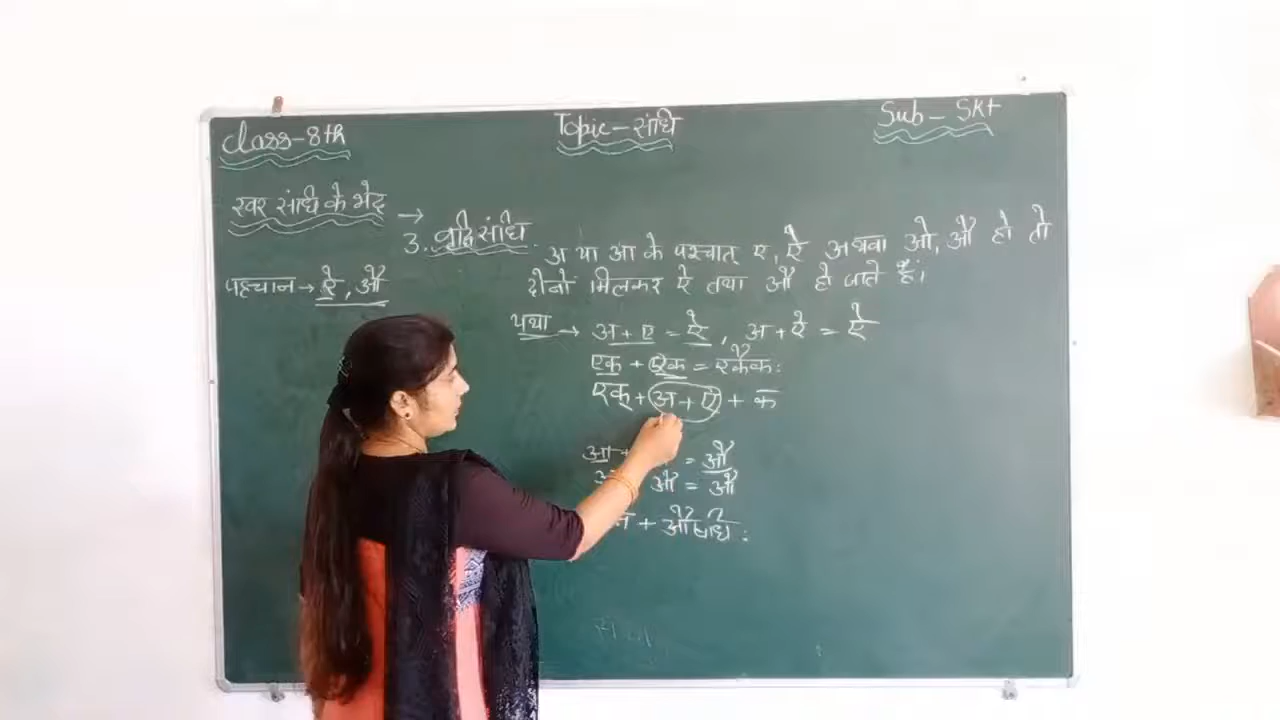 Class-8th
Topic-संधि
Sub- Skt
स्वर संधि के भेद →
3. वृद्धि संधि
अ या आ के पश्चात् ए, ऐ अथवा ओ, औ हो तो
दोनों मिलकर ऐ तथा औ हो जाते हैं।
पहचान → ऐ, औ
यथा → अ + ए = ऐ, अ + ऐ = ऐ
एक + एक = एकैकः
एक् + अ + ए + क
आ + = औ
औ = औ
+ औषधिः